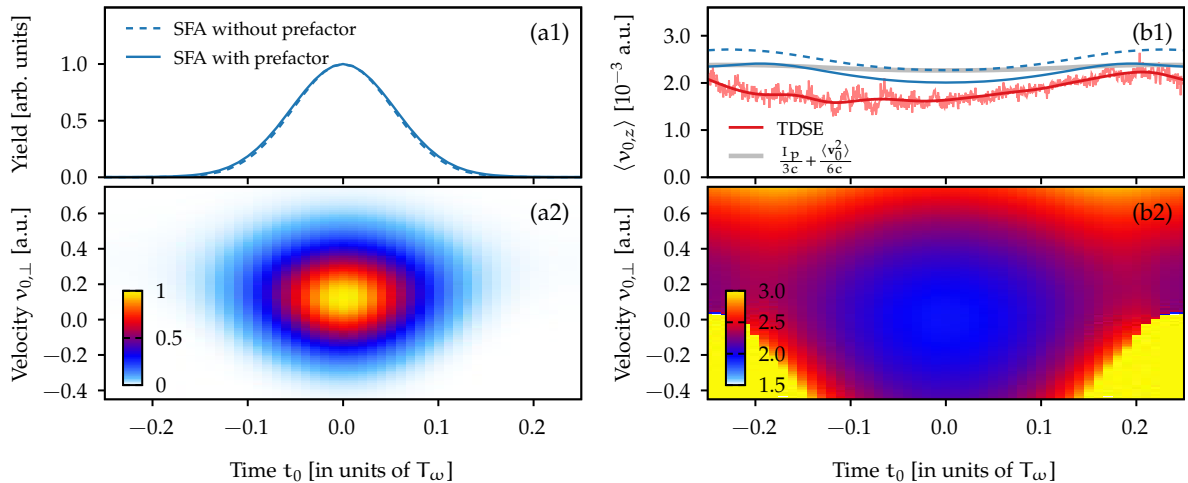 (a1)
SFA without prefactor
SFA with prefactor
Yield [arb. units]
1.0
0.5
0.0
(a2)
Velocity v₀,⊥ [a.u.]
0.6
0.4
0.2
0.0
−0.2
−0.4
1
0.5
0
−0.2
−0.1
0.0
0.1
0.2
Time t₀ [in units of T_ω]
(b1)
⟨v₀,z⟩ [10⁻³ a.u.]
3.0
2.0
1.0
0.0
TDSE
I_p/3c + ⟨v₀²⟩/6c
(b2)
Velocity v₀,⊥ [a.u.]
0.6
0.4
0.2
0.0
−0.2
−0.4
3.0
2.5
2.0
1.5
−0.2
−0.1
0.0
0.1
0.2
Time t₀ [in units of T_ω]